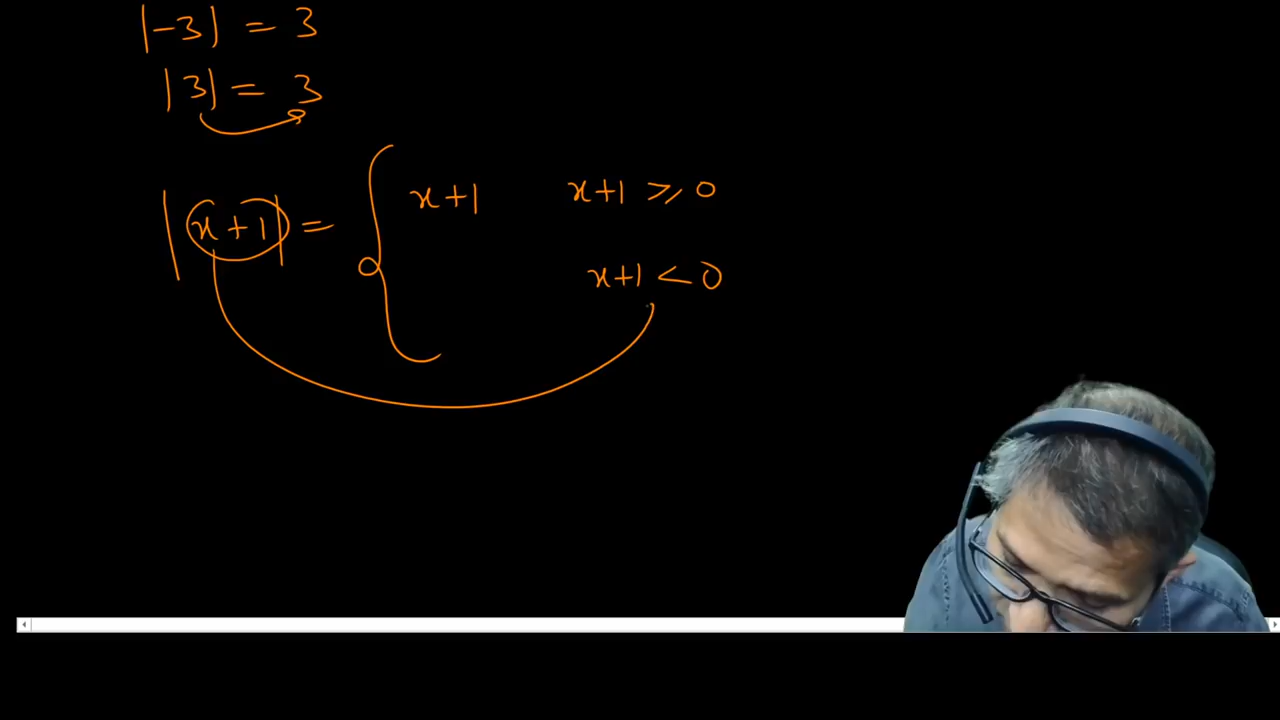 |-3| = 3
|3| = 3
|x+1| = { x+1 x+1 ⩾ 0
x+1 < 0